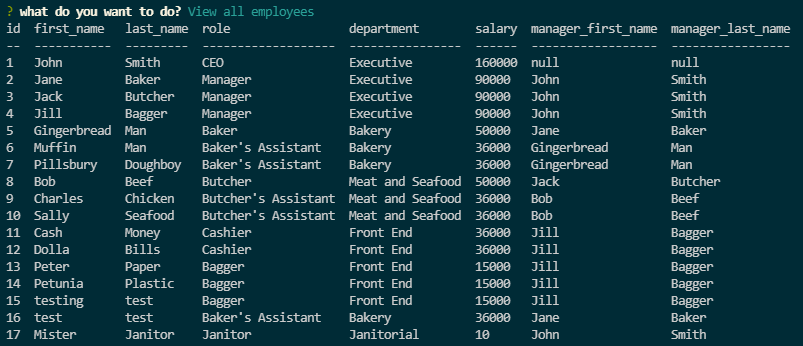 ? what do you want to do? View all employees
id  first_name   last_name  role                 department        salary  manager_first_name  manager_last_name
--  -----------  ---------  -------------------  ----------------  ------  ------------------  -----------------
1   John         Smith      CEO                  Executive         160000  null                null
2   Jane         Baker      Manager              Executive         90000   John                Smith
3   Jack         Butcher    Manager              Executive         90000   John                Smith
4   Jill         Bagger     Manager              Executive         90000   John                Smith
5   Gingerbread  Man        Baker                Bakery            50000   Jane                Baker
6   Muffin       Man        Baker's Assistant    Bakery            36000   Gingerbread         Man
7   Pillsbury    Doughboy   Baker's Assistant    Bakery            36000   Gingerbread         Man
8   Bob          Beef       Butcher              Meat and Seafood  50000   Jack                Butcher
9   Charles      Chicken    Butcher's Assistant  Meat and Seafood  36000   Bob                 Beef
10  Sally        Seafood    Butcher's Assistant  Meat and Seafood  36000   Bob                 Beef
11  Cash         Money      Cashier              Front End         36000   Jill                Bagger
12  Dolla        Bills      Cashier              Front End         36000   Jill                Bagger
13  Peter        Paper      Bagger               Front End         15000   Jill                Bagger
14  Petunia      Plastic    Bagger               Front End         15000   Jill                Bagger
15  testing      test       Bagger               Front End         15000   Jill                Bagger
16  test         test       Baker's Assistant    Bakery            36000   Jane                Baker
17  Mister       Janitor    Janitor              Janitorial        10      John                Smith